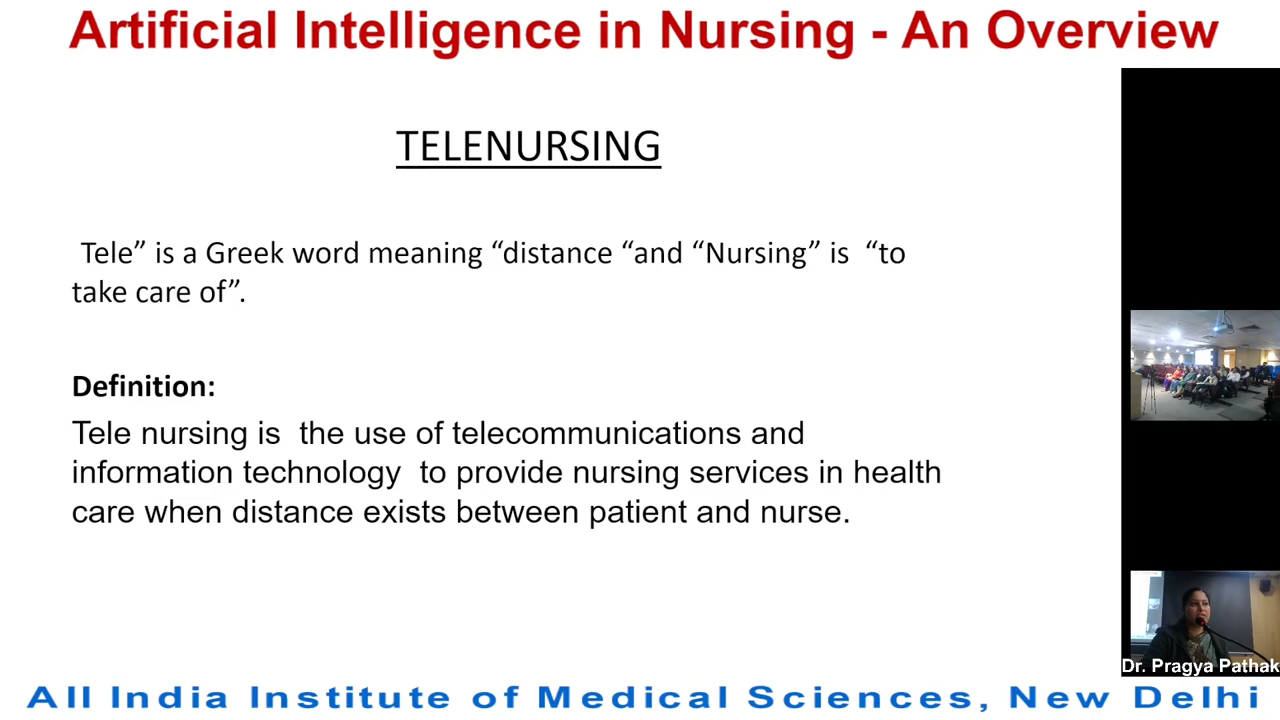 Artificial Intelligence in Nursing - An Overview
TELENURSING
Tele” is a Greek word meaning “distance “and “Nursing” is “to
take care of”.
Definition:
Tele nursing is the use of telecommunications and
information technology to provide nursing services in health
care when distance exists between patient and nurse.
Dr. Pragya Pathak
All India Institute of Medical Sciences, New Delhi